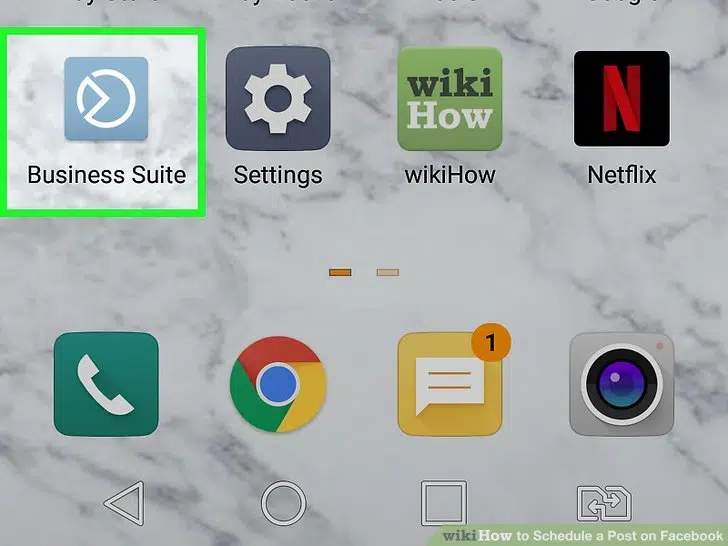 Business Suite
Settings
wiki
How
wikiHow
N
Netflix
1
wikiHow to Schedule a Post on Facebook